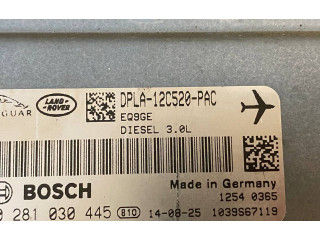 LAND-
ROVER
GUAR
DPLA-12C520-PAC
EQ9GE
DIESEL 3.0L
BOSCH
Made in Germany
1254 0365
0 281 030 445 810 14-08-25 1039S67119